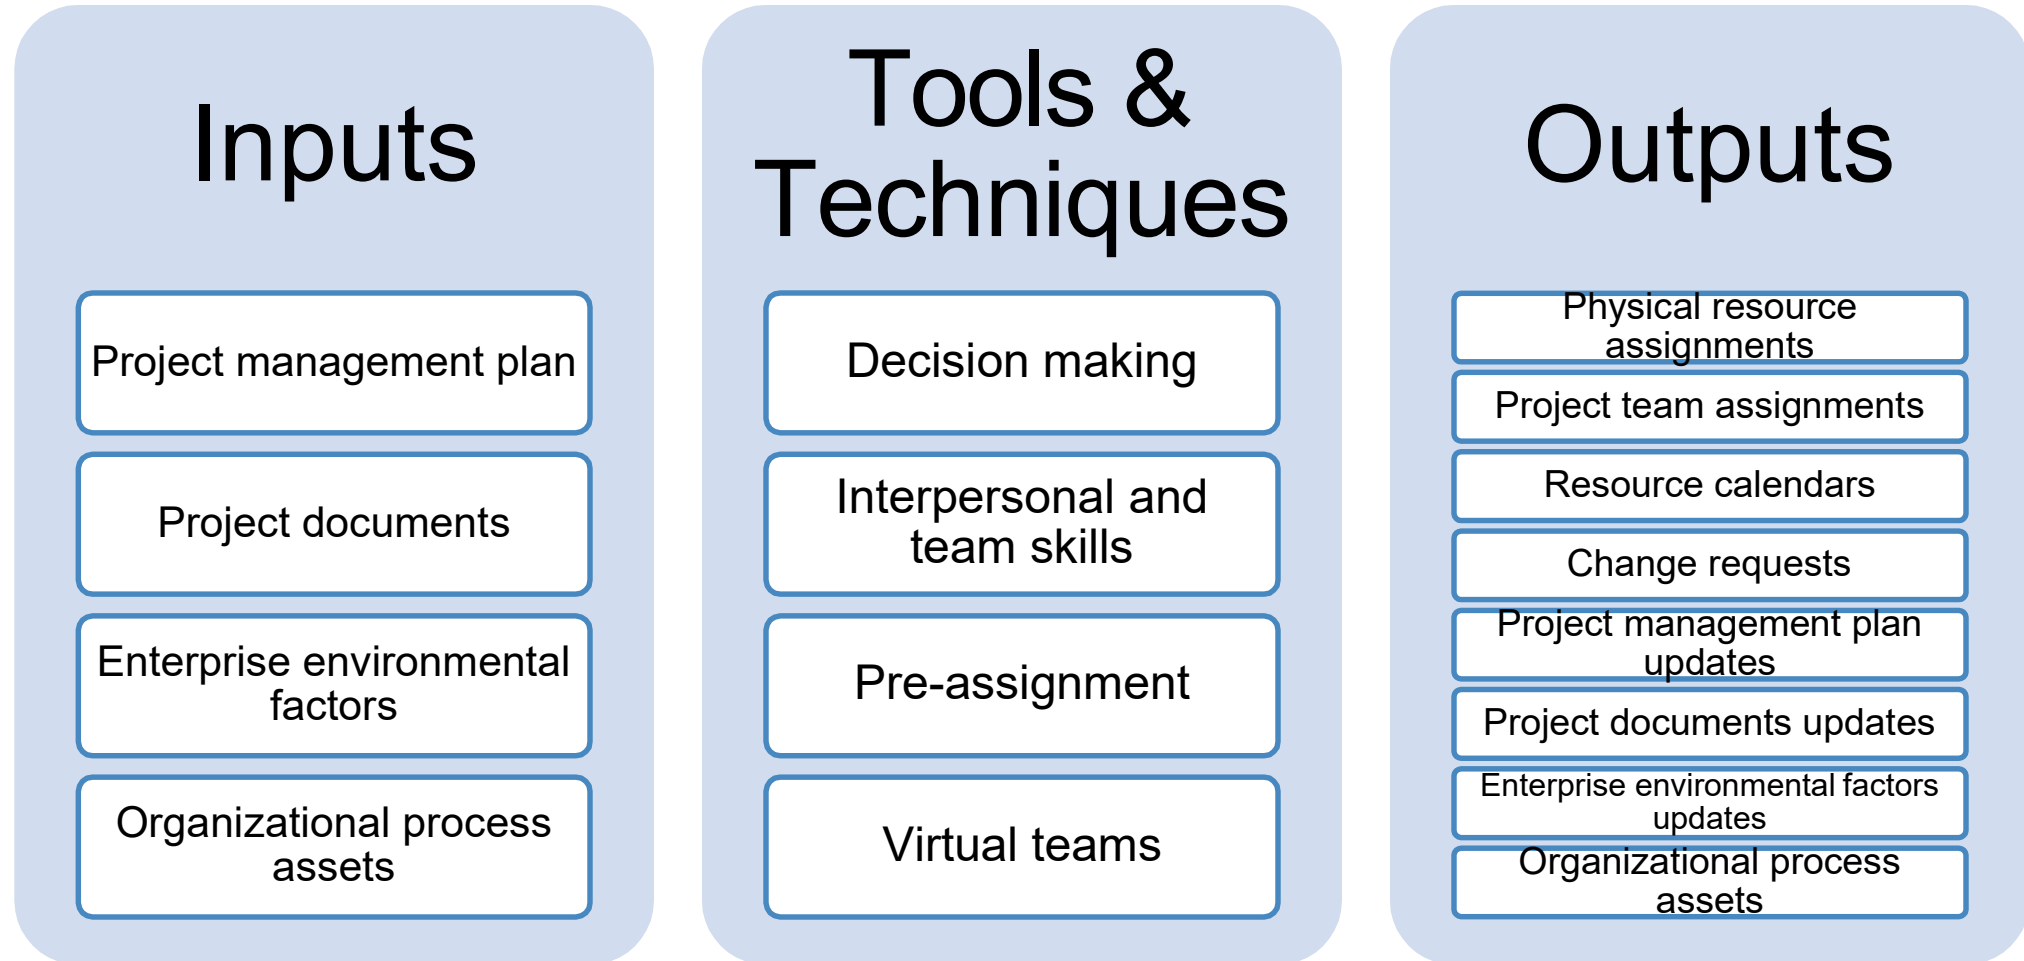 Inputs
Project management plan
Project documents
Enterprise environmental
factors
Organizational process
assets
Tools &
Techniques
Decision making
Interpersonal and
team skills
Pre-assignment
Virtual teams
Outputs
Physical resource
assignments
Project team assignments
Resource calendars
Change requests
Project management plan
updates
Project documents updates
Enterprise environmental factors
updates
Organizational process
assets